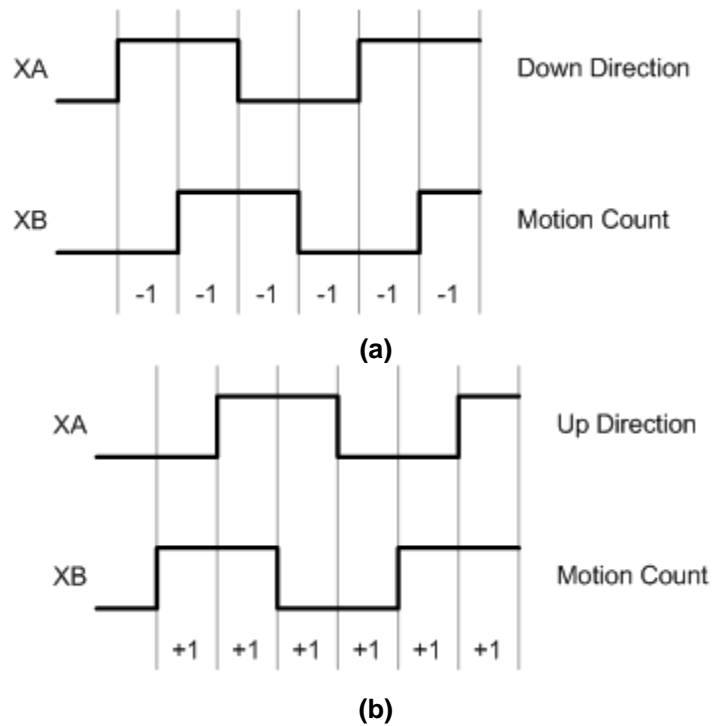 XA Down Direction
XB Motion Count
-1 -1 -1 -1 -1 -1
(a)
XA Up Direction
XB Motion Count
+1 +1 +1 +1 +1 +1
(b)